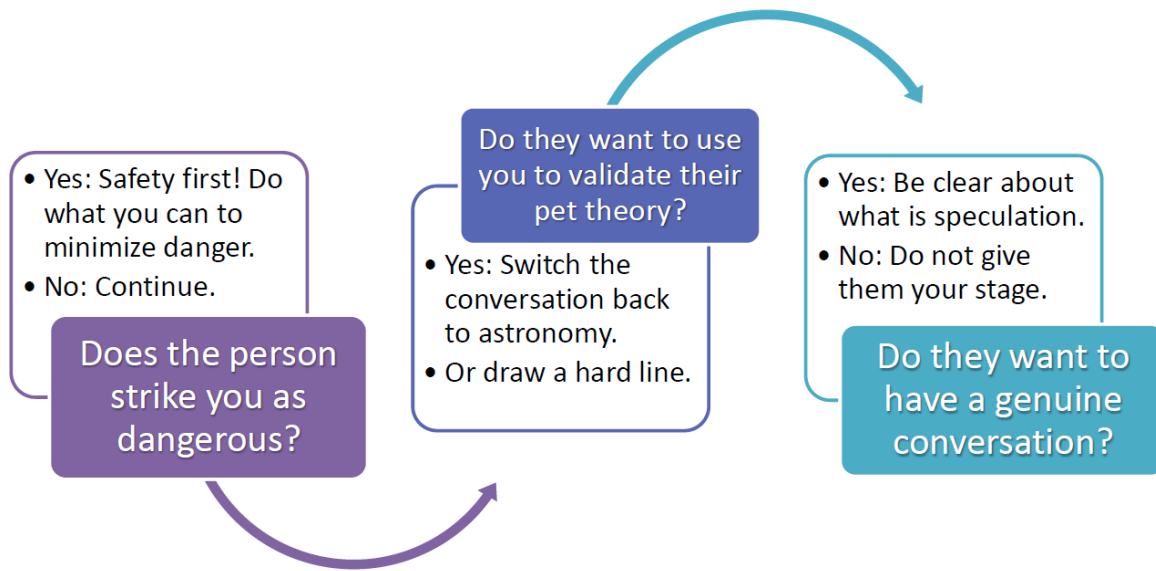 • Yes: Safety first! Do
what you can to
minimize danger.
• No: Continue.
Does the person
strike you as
dangerous?
Do they want to use
you to validate their
pet theory?
• Yes: Switch the
conversation back
to astronomy.
• Or draw a hard line.
• Yes: Be clear about
what is speculation.
• No: Do not give
them your stage.
Do they want to
have a genuine
conversation?